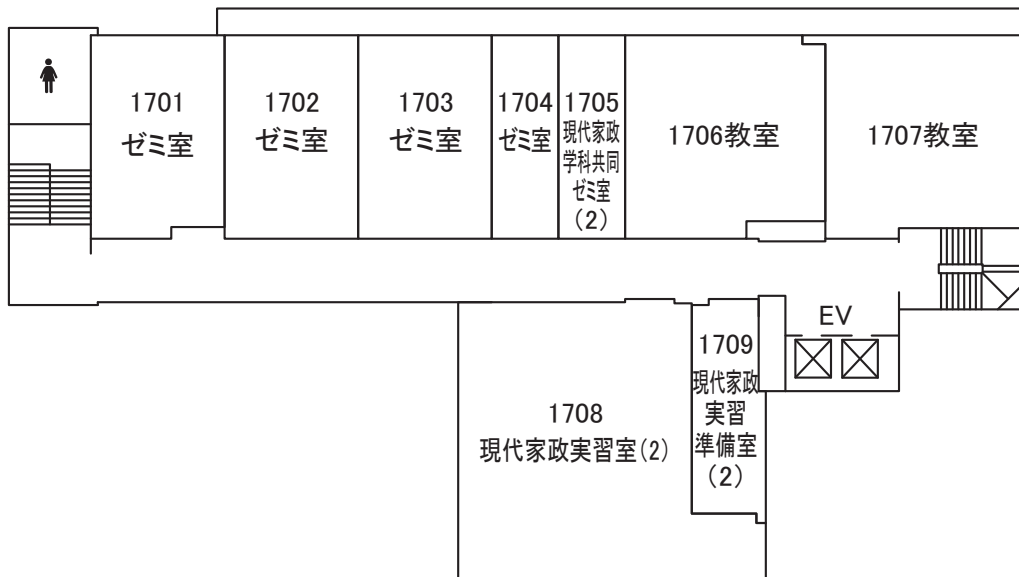 1701
ゼミ室
1702
ゼミ室
1703
ゼミ室
1704
ゼミ室
1705
現代家政
学科共同
ゼミ室
(2)
1706教室
1707教室
EV
1708
現代家政実習室(2)
1709
現代家政
実習
準備室
(2)